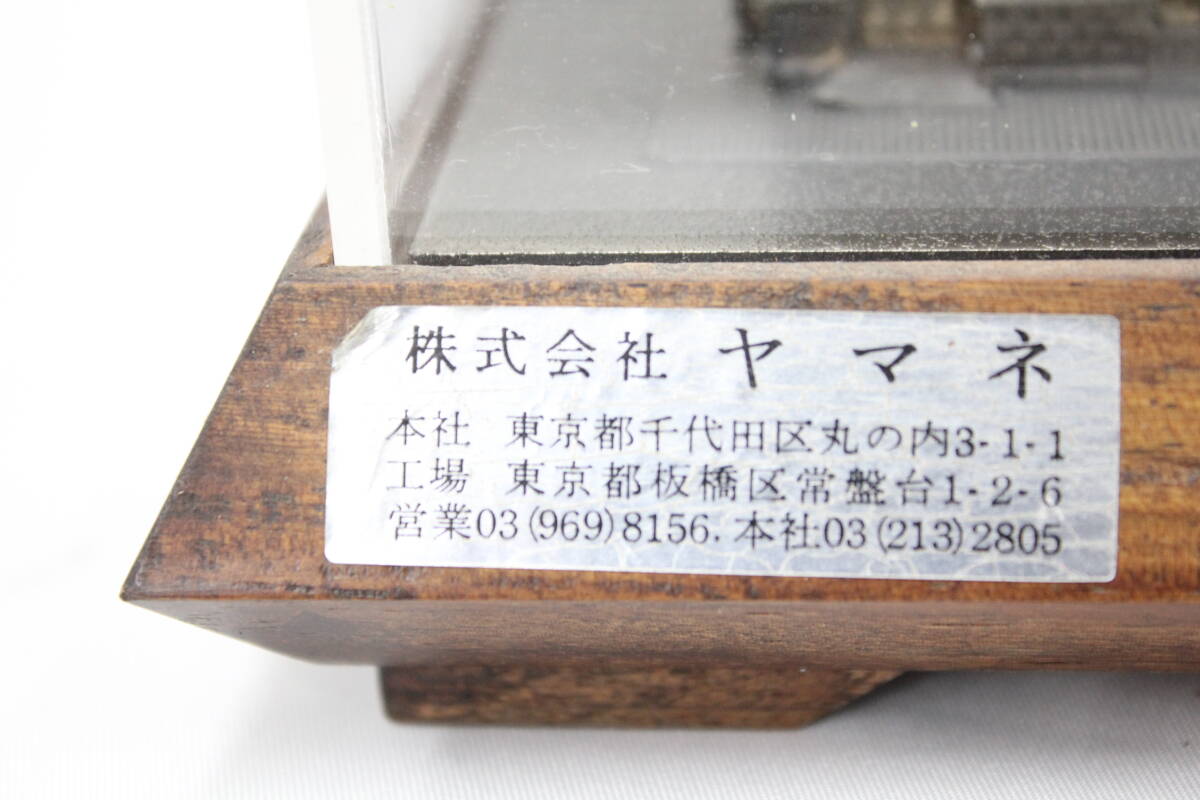 株式会社 ヤマネ
本社 東京都千代田区丸の内3-1-1
工場 東京都板橋区常盤台1-2-6
営業03(969)8156. 本社03(213)2805